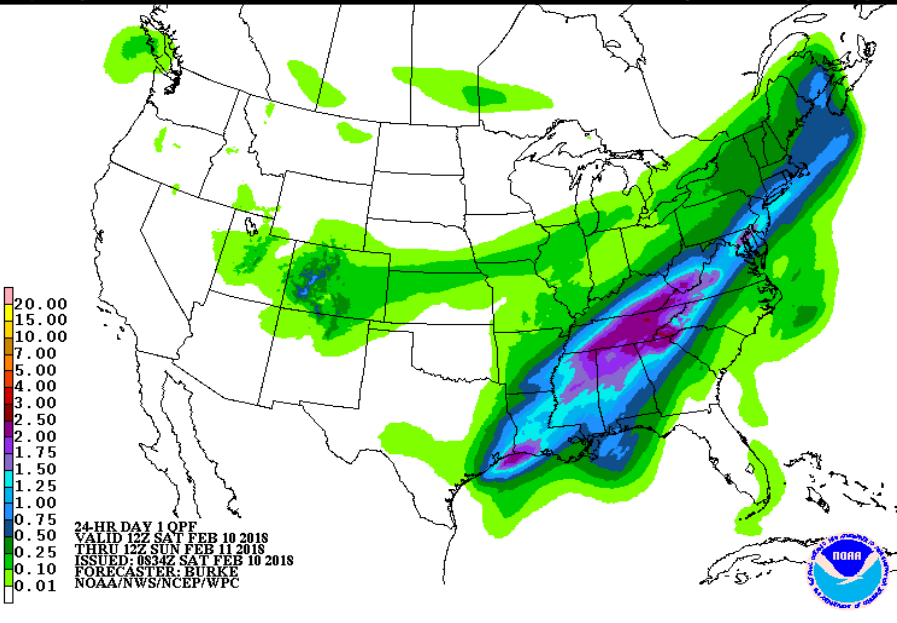 20.00
15.00
10.00
7.00
5.00
4.00
3.00
2.50
2.00
1.75
1.50
1.25
1.00
0.75
0.50
0.25
0.10
0.01
24-HR DAY 1 QPF
VALID 12Z SAT FEB 10 2018
THRU 12Z SUN FEB 11 2018
ISSUED: 0834Z SAT FEB 10 2018
FORECASTER: BURKE
NOAA/NWS/NCEP/WPC
NOAA